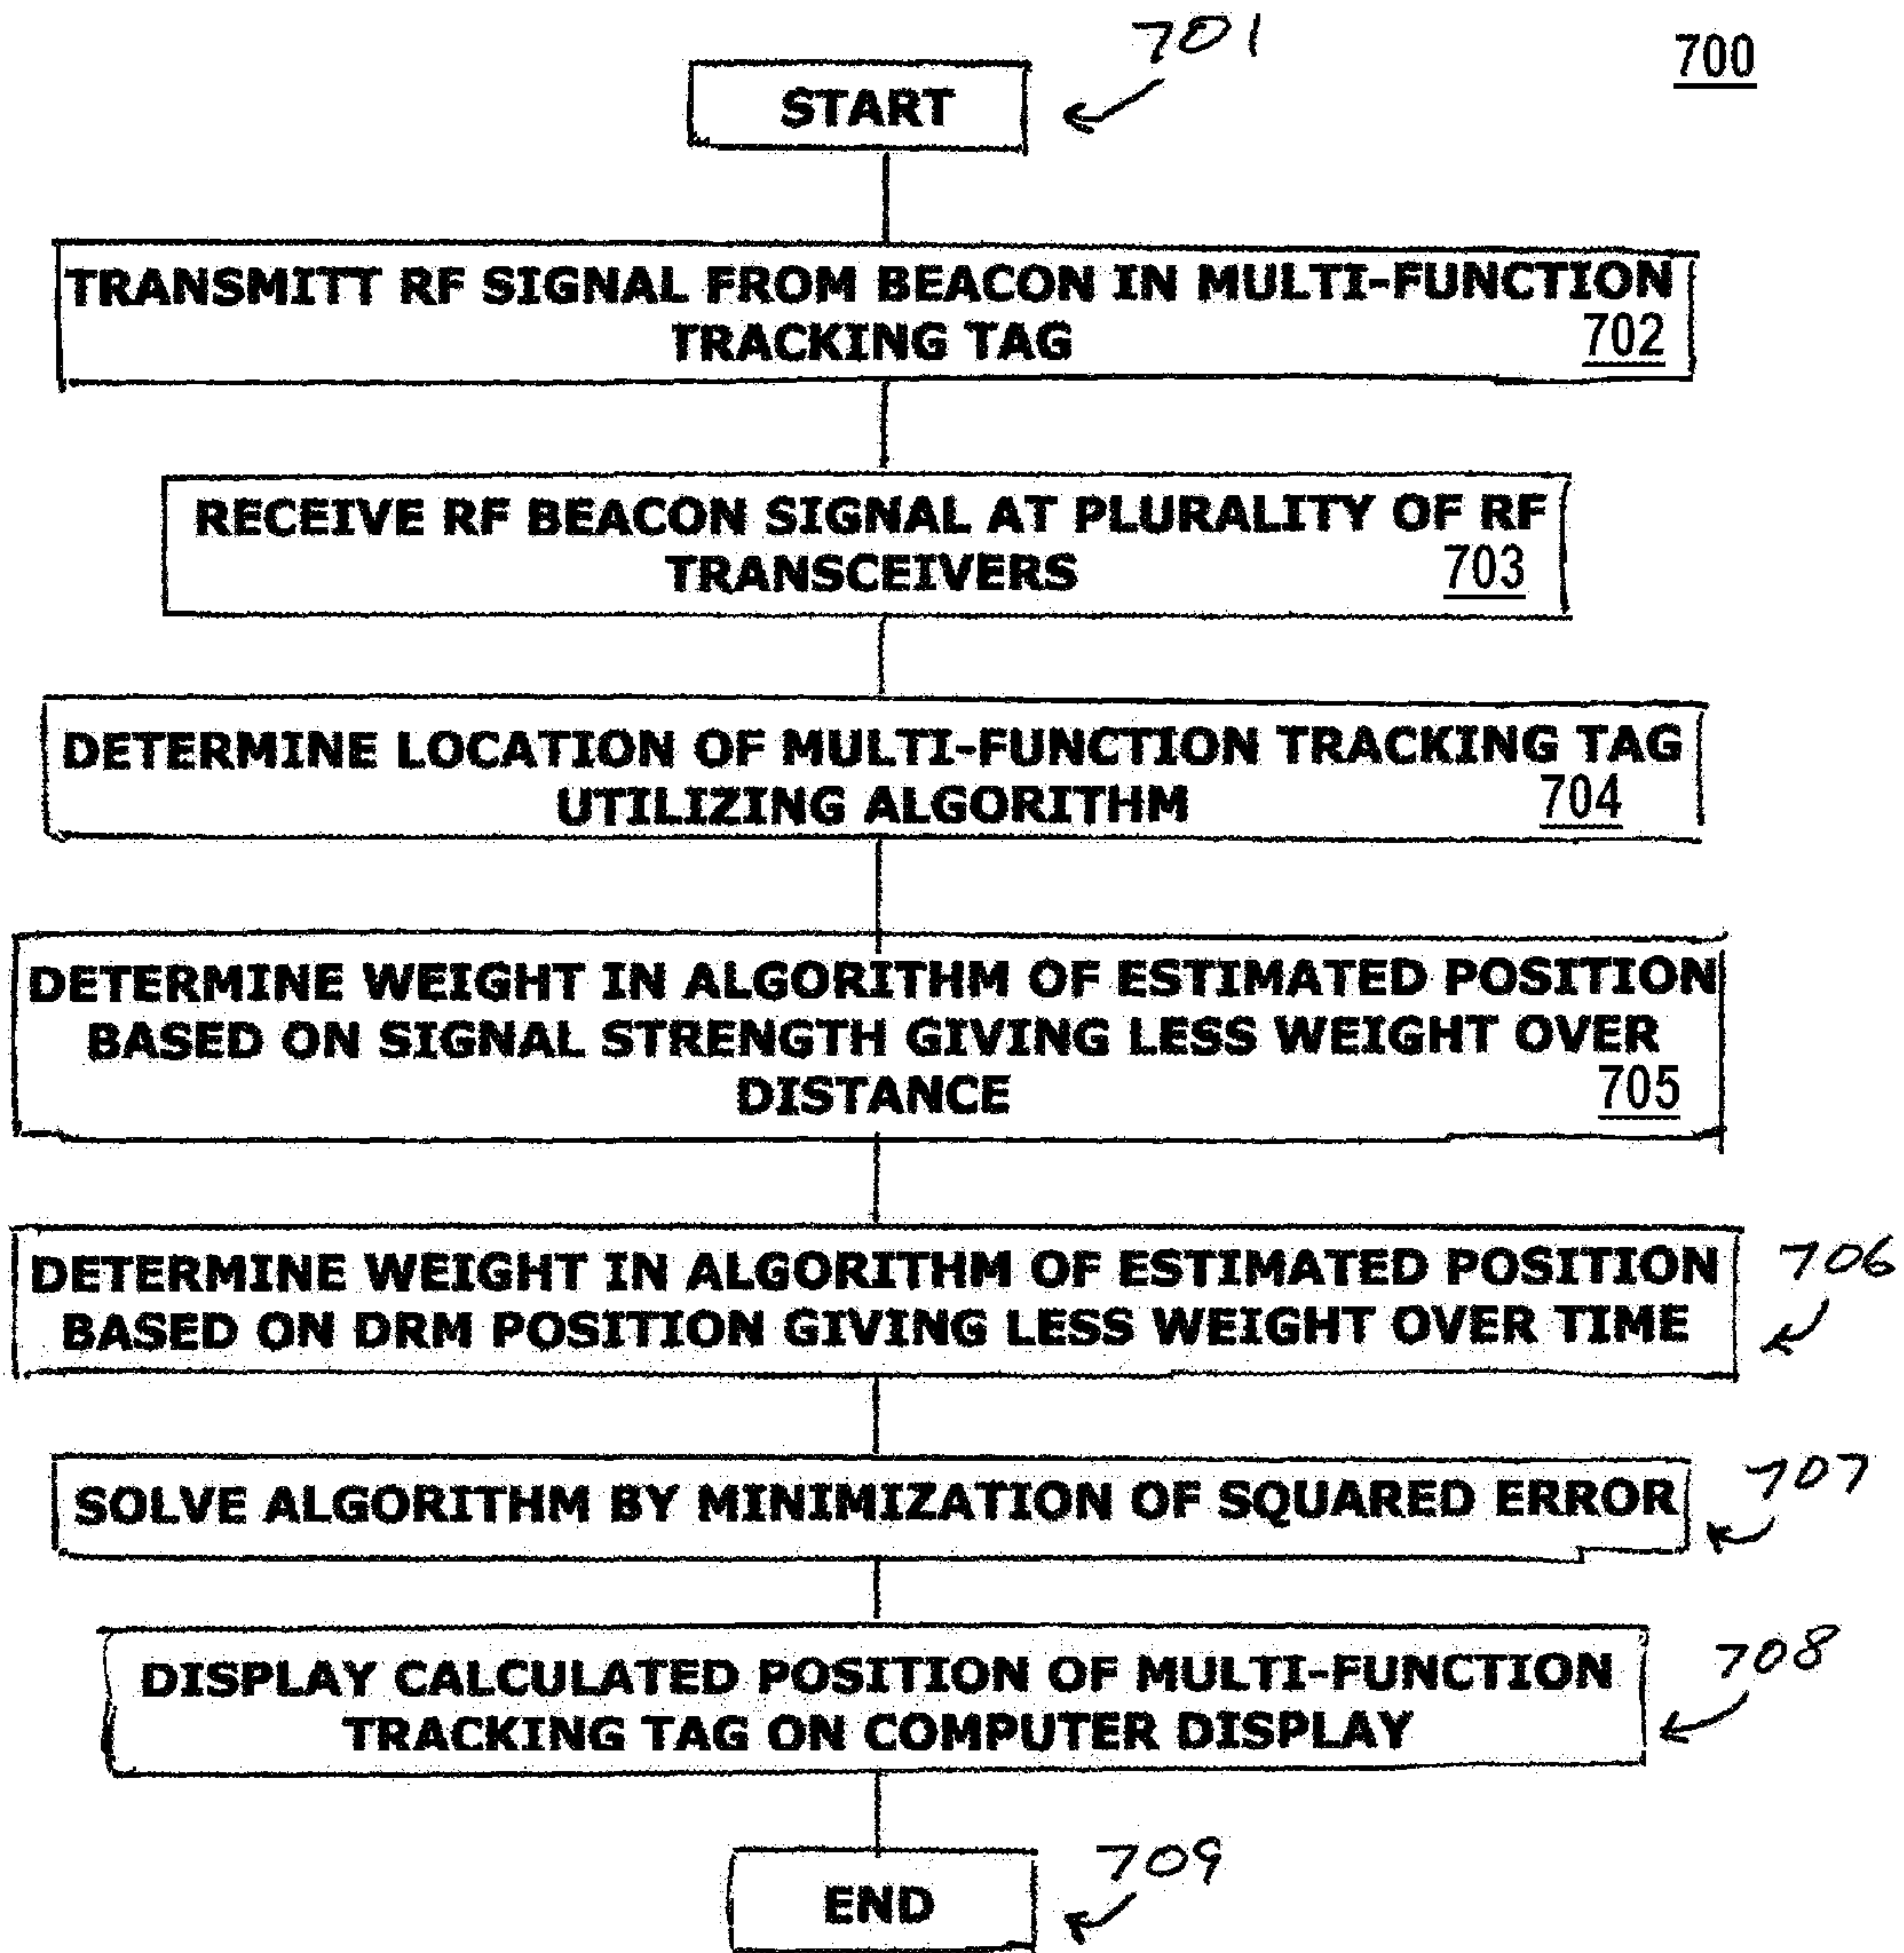 701
700
START
TRANSMITT RF SIGNAL FROM BEACON IN MULTI-FUNCTION
TRACKING TAG
702
RECEIVE RF BEACON SIGNAL AT PLURALITY OF RF
TRANSCEIVERS
703
DETERMINE LOCATION OF MULTI-FUNCTION TRACKING TAG
UTILIZING ALGORITHM
704
DETERMINE WEIGHT IN ALGORITHM OF ESTIMATED POSITION
BASED ON SIGNAL STRENGTH GIVING LESS WEIGHT OVER
DISTANCE
705
DETERMINE WEIGHT IN ALGORITHM OF ESTIMATED POSITION
BASED ON DRM POSITION GIVING LESS WEIGHT OVER TIME
706
SOLVE ALGORITHM BY MINIMIZATION OF SQUARED ERROR
707
DISPLAY CALCULATED POSITION OF MULTI-FUNCTION
TRACKING TAG ON COMPUTER DISPLAY
708
END
709